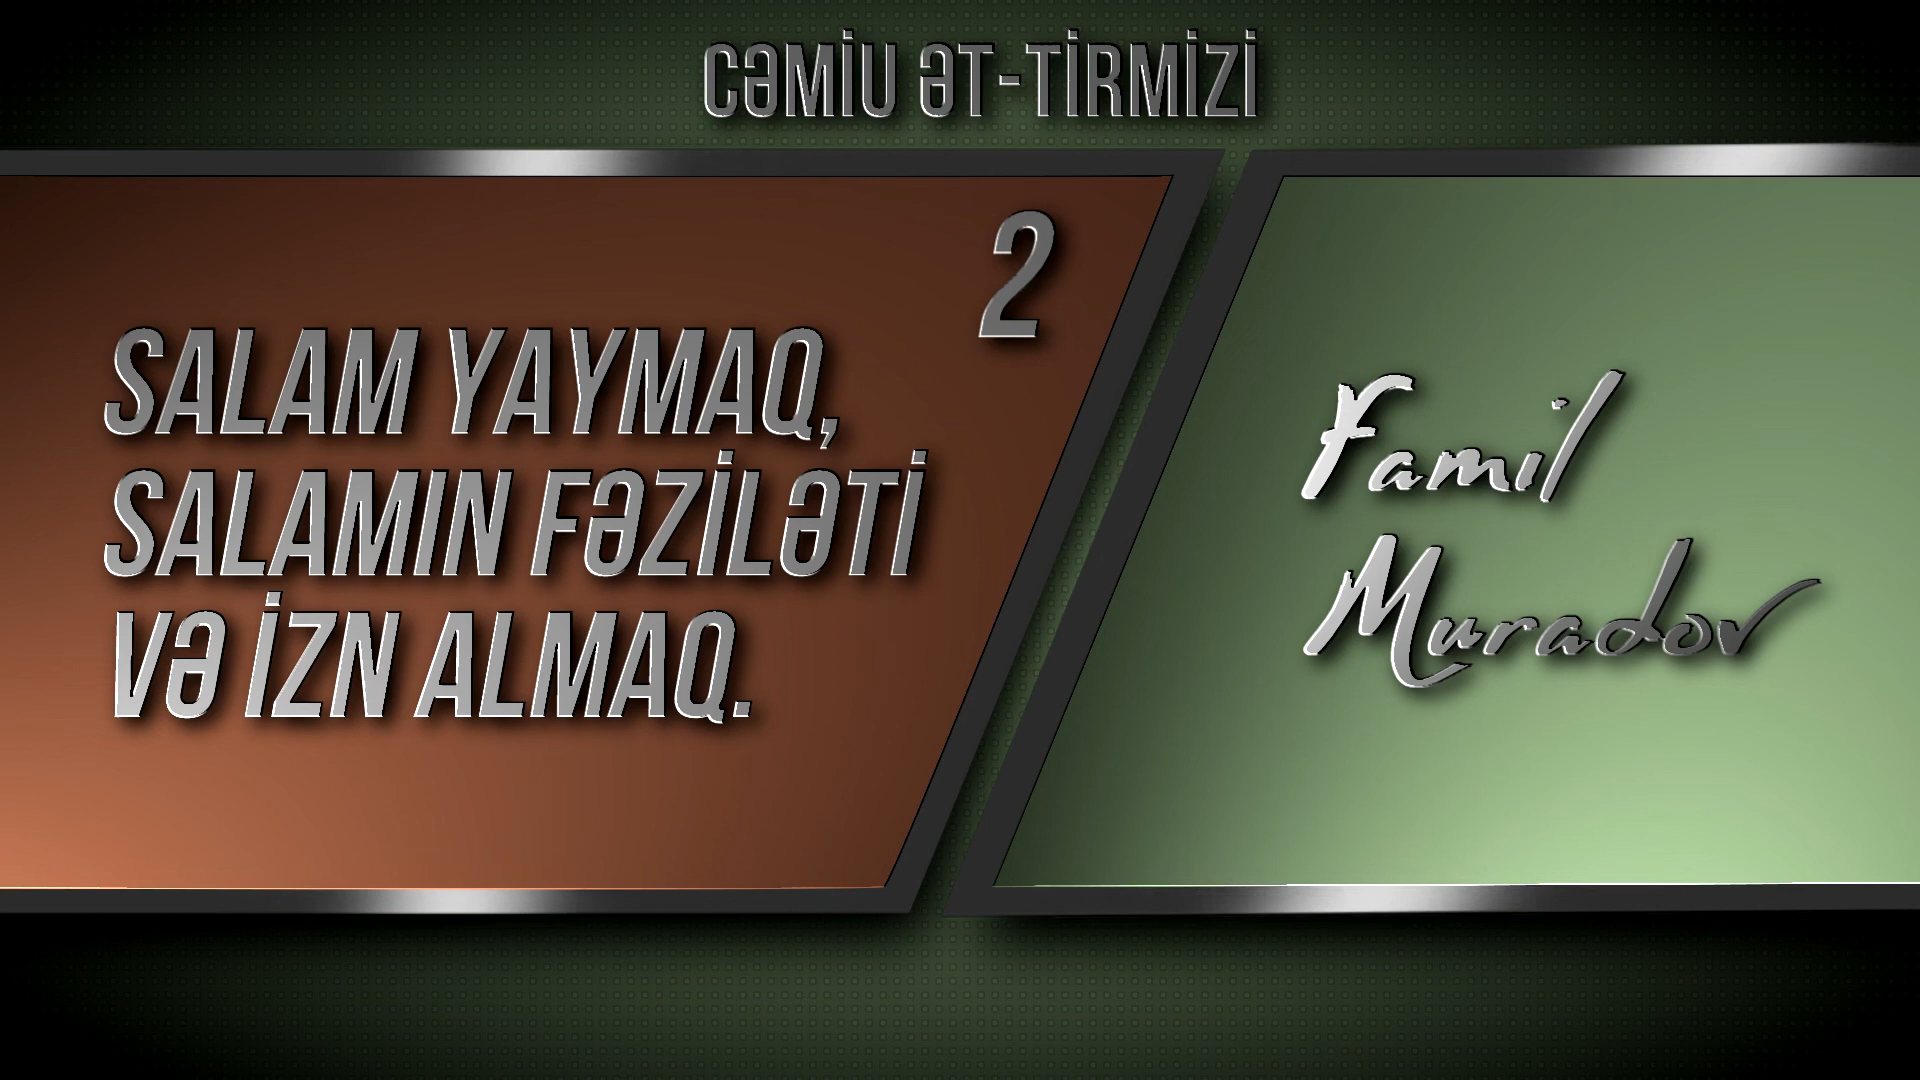 CƏMİU ƏT-TİRMİZİ
2
SALAM YAYMAQ,
SALAMIN FƏZİLƏTİ
VƏ İZN ALMAQ.
Famil
Muradov